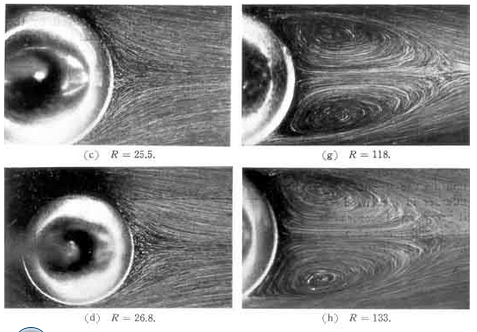 (c) R = 25.5.
(g) R = 118.
(d) R = 26.8.
(h) R = 133.